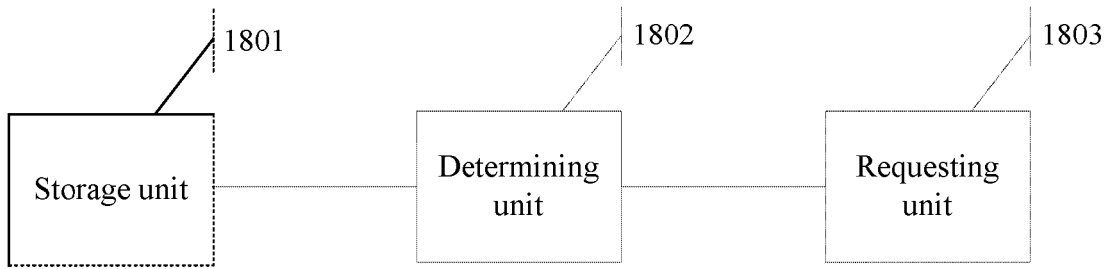 1801
1802
1803
Storage unit
Determining
unit
Requesting
unit